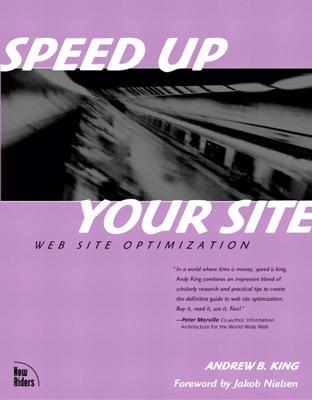 SPEED UP
YOUR SITE
WEB SITE OPTIMIZATION
"In a world where time is money, speed is king.
Andy King combines an impressive blend of
scholarly research and practical tips to create
the definitive guide to web site optimization.
Buy it, read it, use it. Fast!"
—Peter Morville Co-author, Information
Architecture for the World Wide Web
ANDREW B. KING
Foreword by Jakob Nielsen
New
Riders